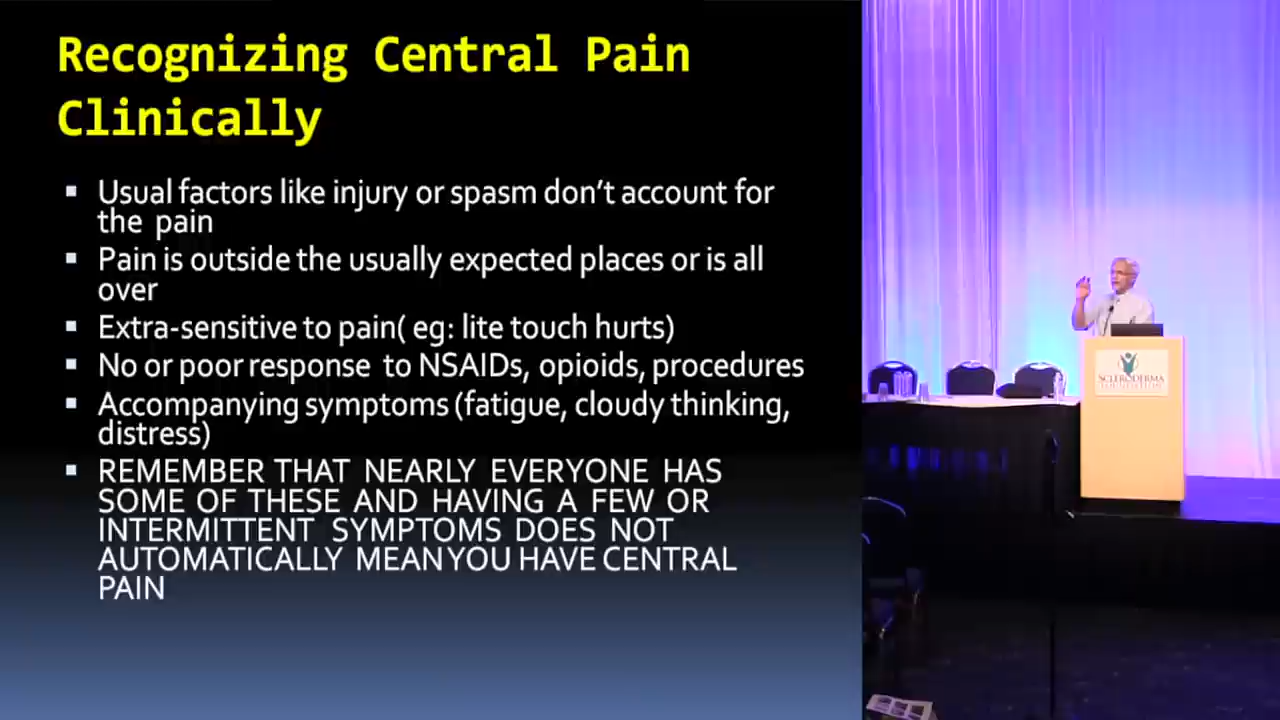 Recognizing Central Pain
Clinically
Usual factors like injury or spasm don't account for
the pain
Pain is outside the usually expected places or is all
over
Extra-sensitive to pain( eg: lite touch hurts)
No or poor response to NSAIDs, opioids, procedures
Accompanying symptoms (fatigue, cloudy thinking,
distress)
REMEMBER THAT NEARLY EVERYONE HAS
SOME OF THESE AND HAVING A FEW OR
INTERMITTENT SYMPTOMS DOES NOT
AUTOMATICALLY MEAN YOU HAVE CENTRAL
PAIN
SCLERODERMA
FOUNDATION